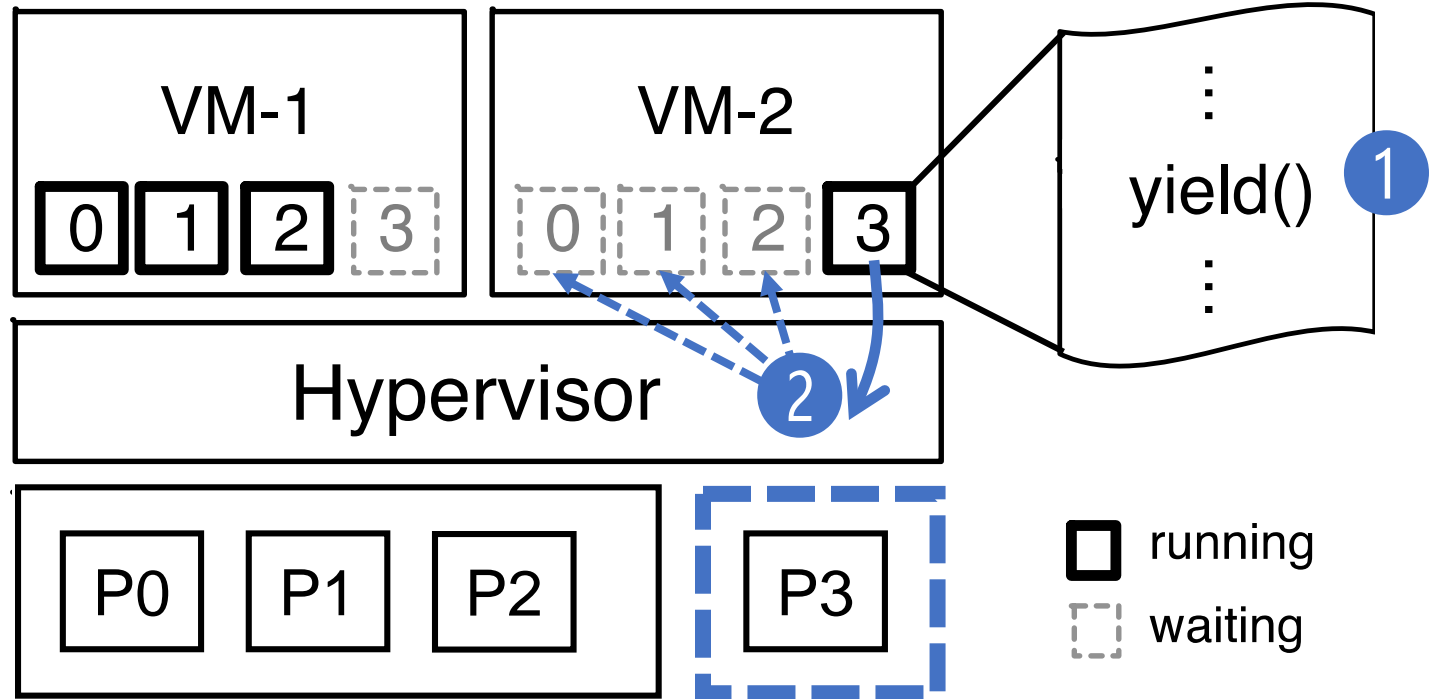 VM-1
0 1 2 3
VM-2
0 1 2 3
⋮
yield()
⋮
1
Hypervisor
2
P0 P1 P2
P3
running
waiting